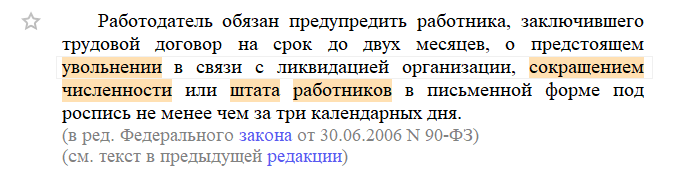 Работодатель обязан предупредить работника, заключившего
трудовой договор на срок до двух месяцев, о предстоящем
увольнении в связи с ликвидацией организации, сокращением
численности или штата работников в письменной форме под
роспись не менее чем за три календарных дня.
(в ред. Федерального закона от 30.06.2006 N 90-ФЗ)
(см. текст в предыдущей редакции)